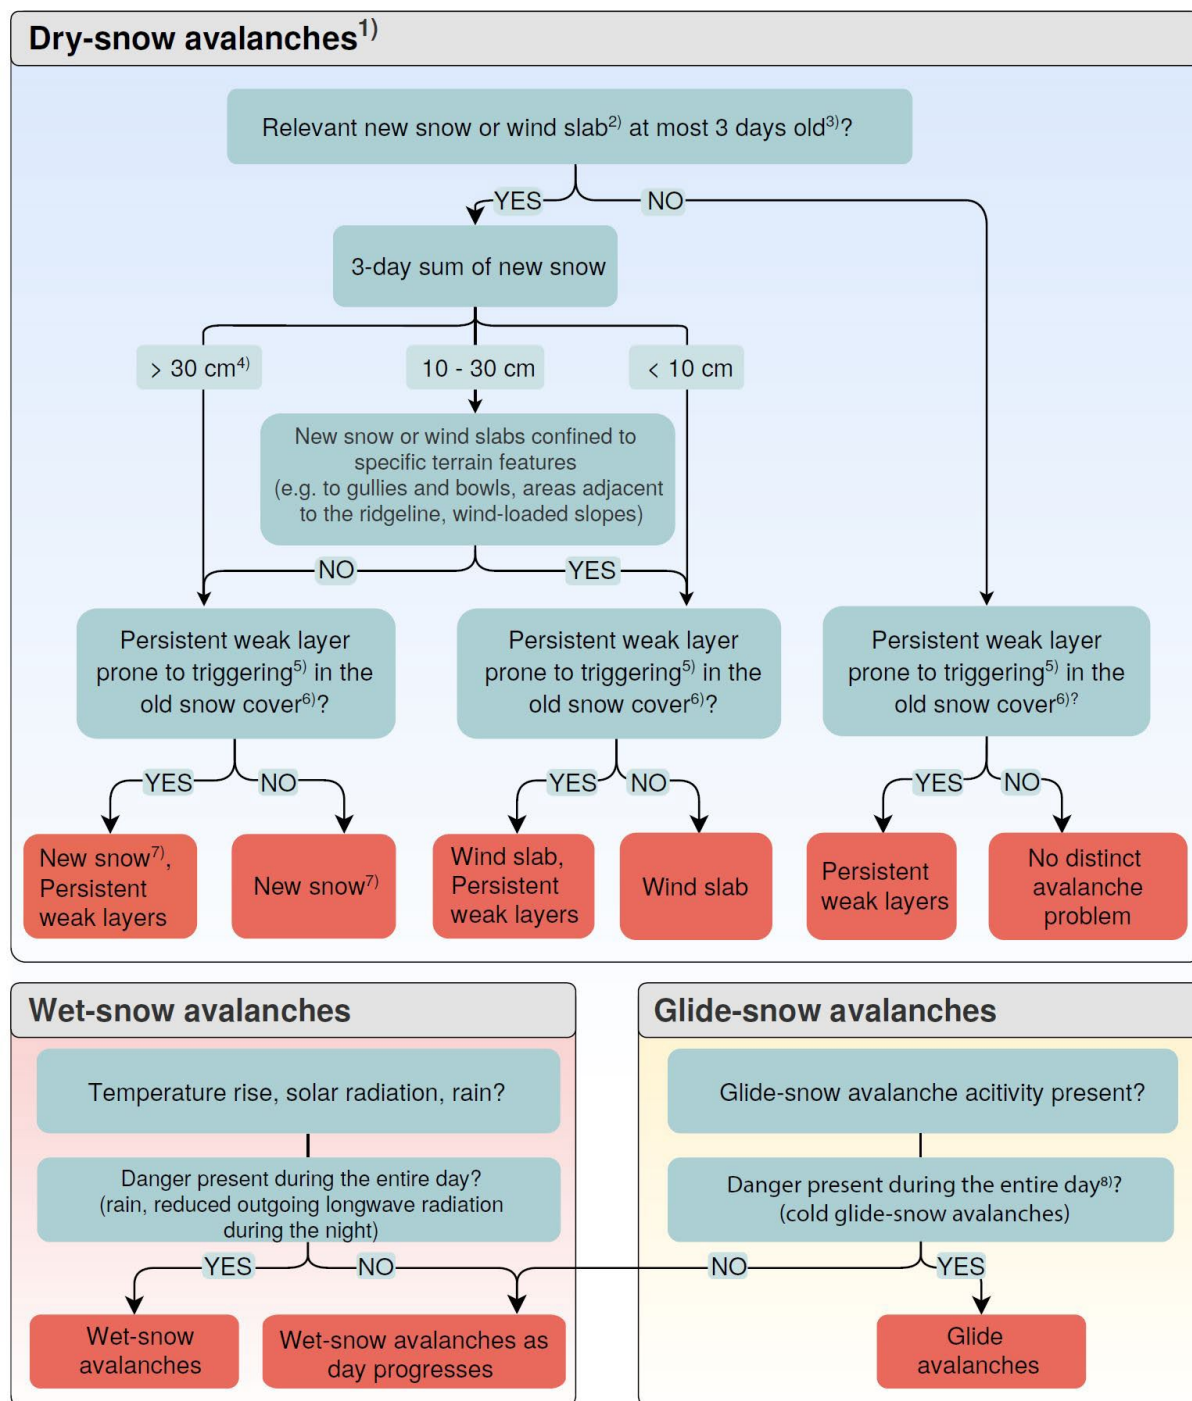 Dry-snow avalanches1)
Relevant new snow or wind slab2) at most 3 days old3)?
YES
NO
3-day sum of new snow
> 30 cm4)
10 - 30 cm
< 10 cm
New snow or wind slabs confined to
specific terrain features
(e.g. to gullies and bowls, areas adjacent
to the ridgeline, wind-loaded slopes)
NO
YES
Persistent weak layer
prone to triggering5) in the
old snow cover6)?
Persistent weak layer
prone to triggering5) in the
old snow cover6)?
Persistent weak layer
prone to triggering5) in the
old snow cover6)?
YES
NO
YES
NO
YES
NO
New snow7),
Persistent
weak layers
New snow7)
Wind slab,
Persistent
weak layers
Wind slab
Persistent
weak layers
No distinct
avalanche
problem
Wet-snow avalanches
Temperature rise, solar radiation, rain?
Danger present during the entire day?
(rain, reduced outgoing longwave radiation
during the night)
YES
NO
Wet-snow
avalanches
Wet-snow avalanches as
day progresses
Glide-snow avalanches
Glide-snow avalanche acitivity present?
Danger present during the entire day8)?
(cold glide-snow avalanches)
NO
YES
Glide
avalanches